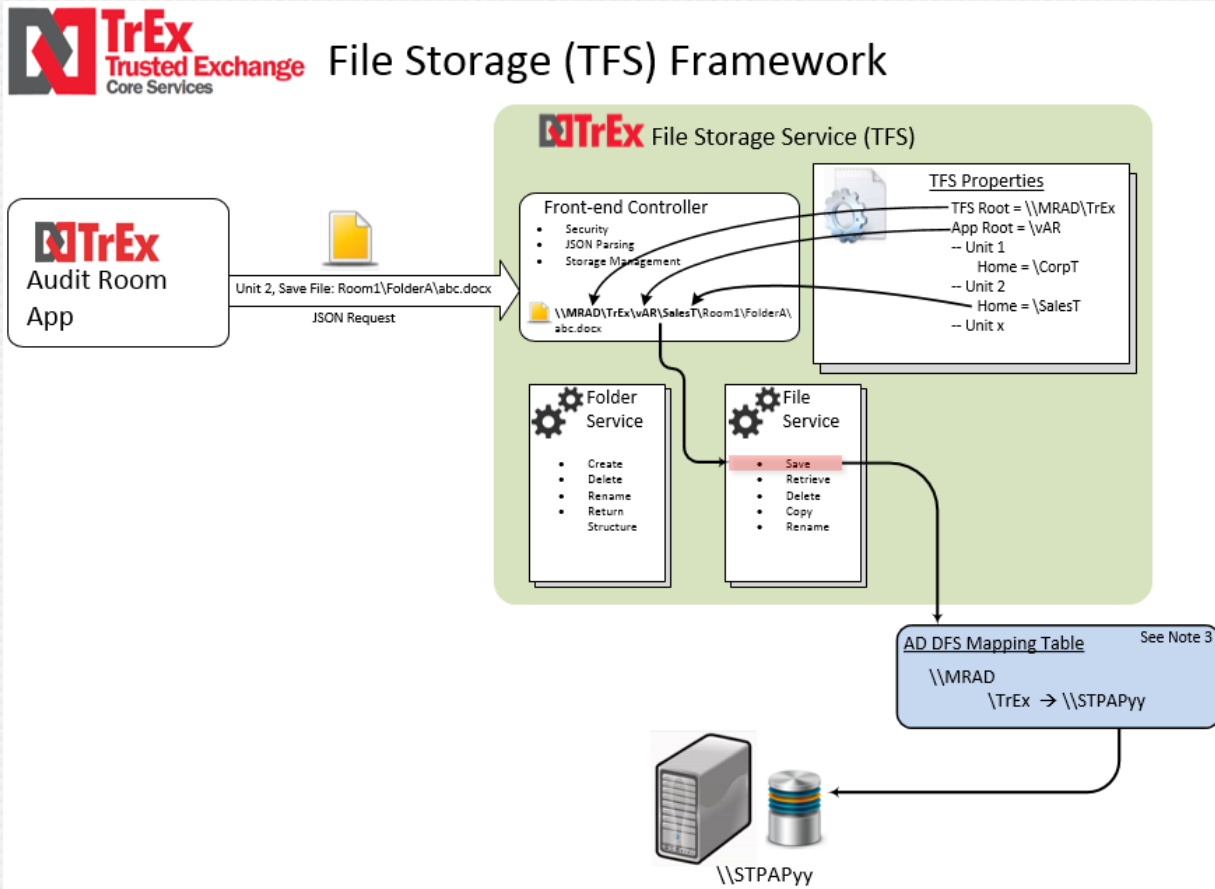 TrEx
Trusted Exchange
Core Services
File Storage (TFS) Framework
TrEx File Storage Service (TFS)
TrEx
Audit Room
App
Unit 2, Save File: Room1\FolderA\abc.docx
JSON Request
Front-end Controller
• Security
• JSON Parsing
• Storage Management
\\MRAD\TrEx\vAR\SalesT\Room1\FolderA\
abc.docx
TFS Properties
TFS Root = \\MRAD\TrEx
App Root = \vAR
-- Unit 1
Home = \CorpT
-- Unit 2
Home = \SalesT
-- Unit x
Folder
Service
• Create
• Delete
• Rename
• Return
Structure
File
Service
• Save
• Retrieve
• Delete
• Copy
• Rename
AD DFS Mapping Table
See Note 3
\\MRAD
\TrEx → \\STPAPyy
\\STPAPyy